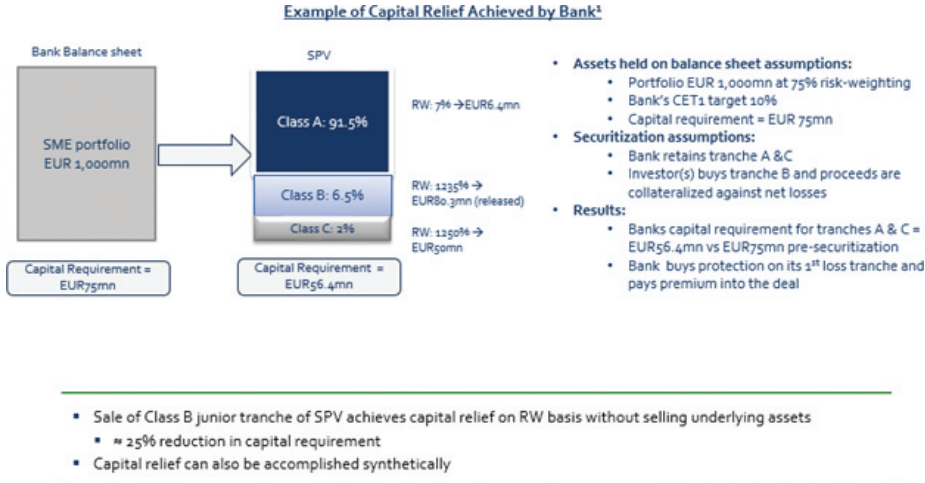 Example of Capital Relief Achieved by Bank¹
Bank Balance sheet
SME portfolio
EUR 1,000mn
Capital Requirement =
EUR75mn
SPV
Class A: 91.5%
Class B: 6.5%
Class C: 2%
Capital Requirement =
EUR56.4mn
RW: 7% →EUR6.4mn
RW: 1235% →
EUR80.3mn (released)
RW: 1250% →
EUR50mn
• Assets held on balance sheet assumptions:
• Portfolio EUR 1,000mn at 75% risk-weighting
• Bank's CET1 target 10%
• Capital requirement = EUR 75mn
• Securitization assumptions:
• Bank retains tranche A &C
• Investor(s) buys tranche B and proceeds are
collateralized against net losses
• Results:
• Banks capital requirement for tranches A & C =
EUR56.4mn vs EUR75mn pre-securitization
• Bank buys protection on its 1st loss tranche and
pays premium into the deal
▪ Sale of Class B junior tranche of SPV achieves capital relief on RW basis without selling underlying assets
▪ ≈ 25% reduction in capital requirement
▪ Capital relief can also be accomplished synthetically